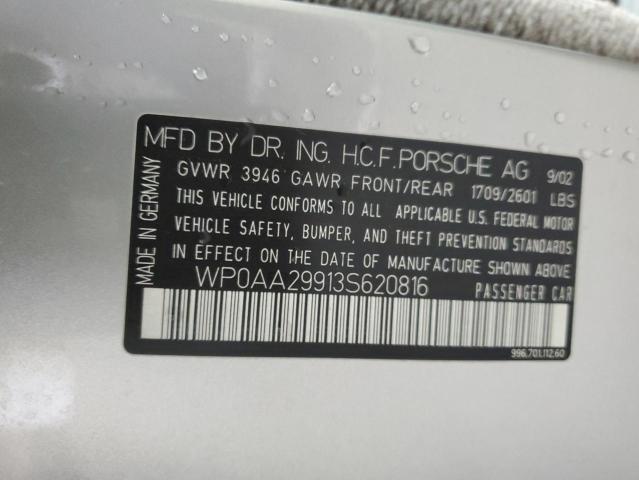 MFD BY DR. ING. H.C.F. PORSCHE AG 9/02
GVWR 3946 GAWR FRONT/REAR 1709/2601 LBS
THIS VEHICLE CONFORMS TO ALL APPLICABLE U.S. FEDERAL MOTOR
VEHICLE SAFETY, BUMPER, AND THEFT PREVENTION STANDARDS
IN EFFECT ON THE DATE OF MANUFACTURE SHOWN ABOVE
WP0AA29913S620816 PASSENGER CAR
996.701.112.60
MADE IN GERMANY